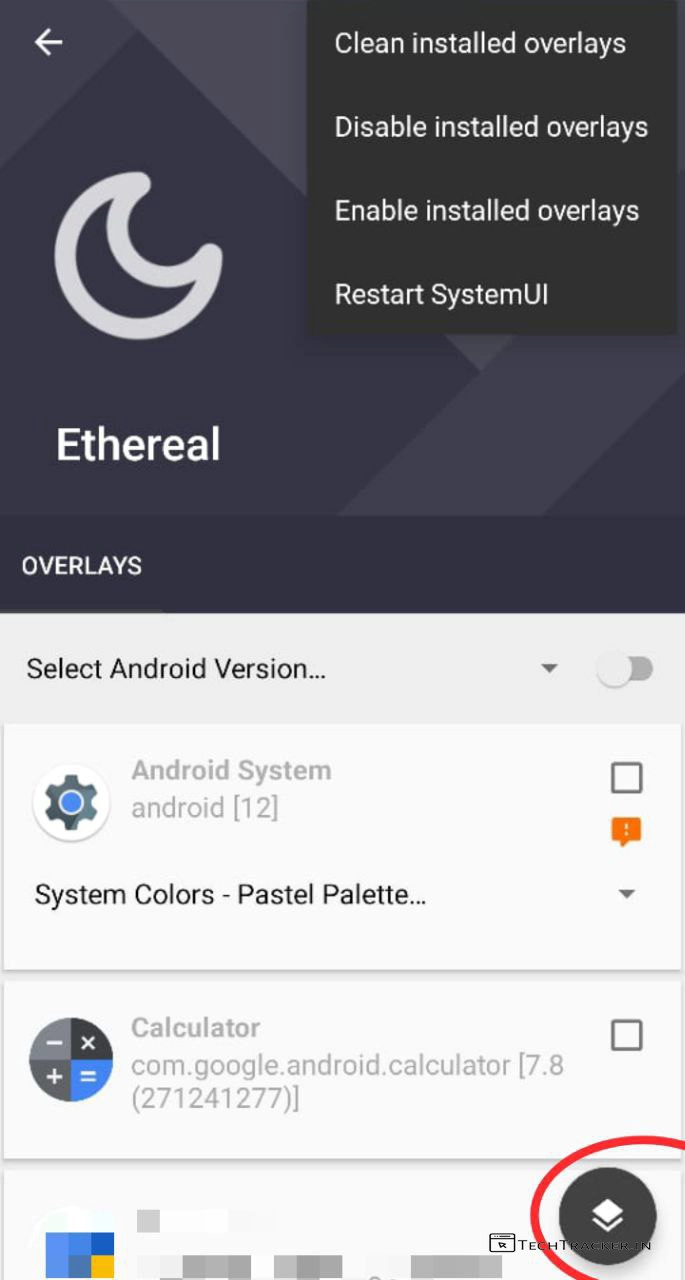 Clean installed overlays
Disable installed overlays
Enable installed overlays
Restart SystemUI
Ethereal
OVERLAYS
Select Android Version...
Android System
android [12]
System Colors - Pastel Palette...
Calculator
com.google.android.calculator [7.8
(271241277)]
TECHTRACKER.IN